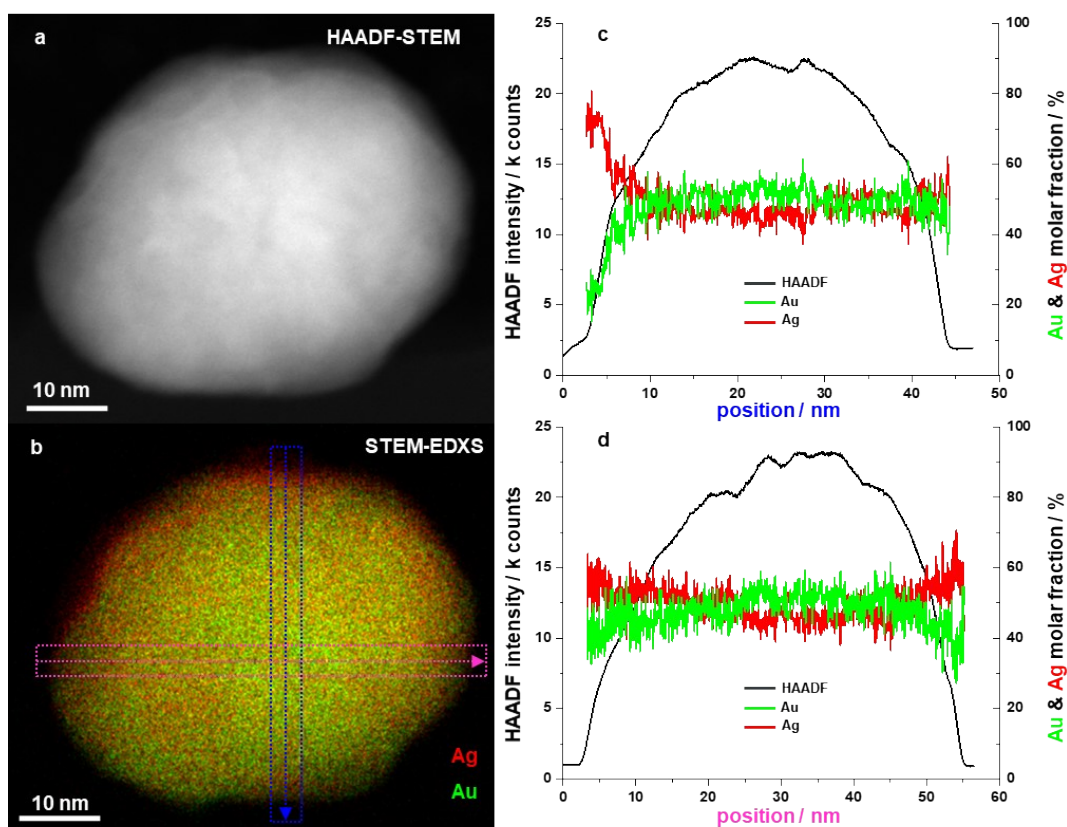 a
HAADF-STEM
10 nm
b
STEM-EDXS
Ag
Au
10 nm
c
HAADF intensity / k counts
25
20
15
10
5
0
HAADF
Au
Ag
100
80
60
40
20
0
Au & Ag molar fraction / %
0 10 20 30 40 50
position / nm
d
HAADF intensity / k counts
25
20
15
10
5
0
HAADF
Au
Ag
100
80
60
40
20
0
Au & Ag molar fraction / %
0 10 20 30 40 50 60
position / nm